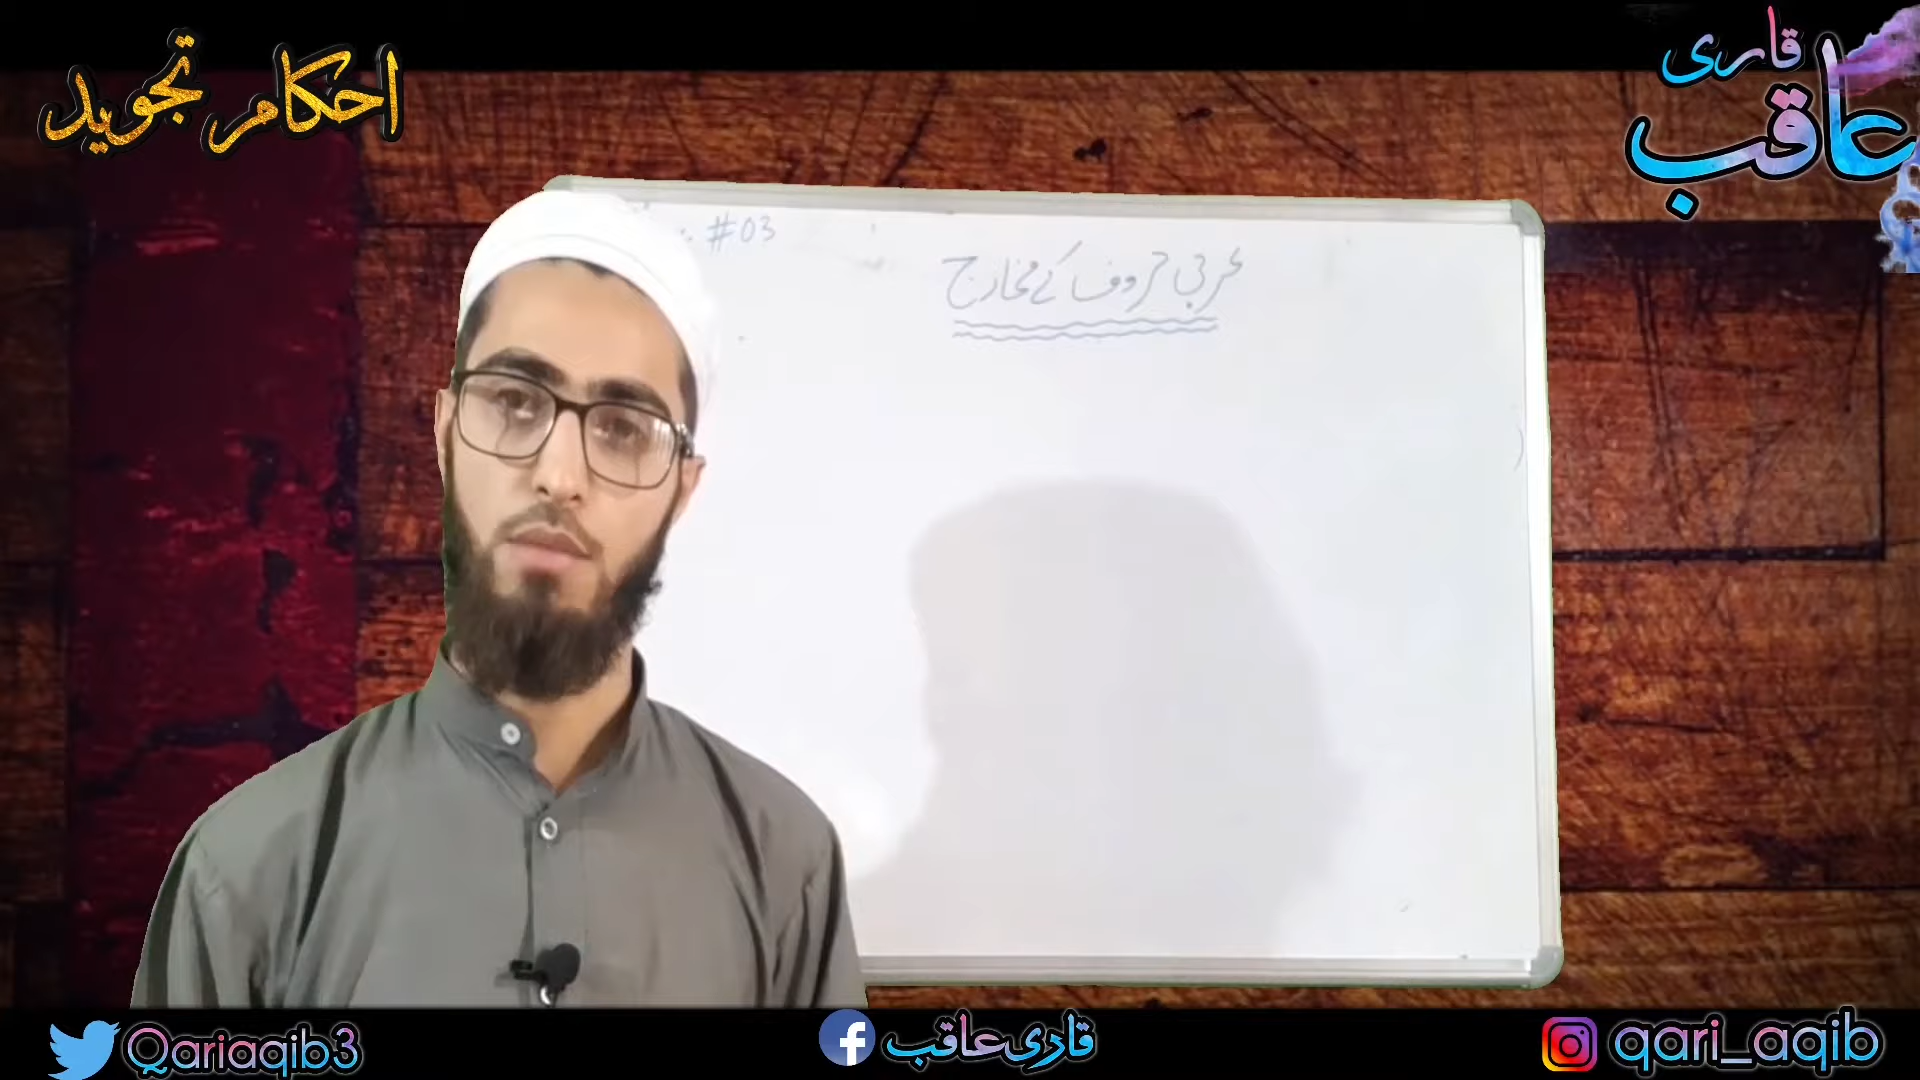 احکام تجوید
قاری
عاقب
#03
عربی حروف کے مخارج
Qariaqib3
قاری عاقب
qari_aqib